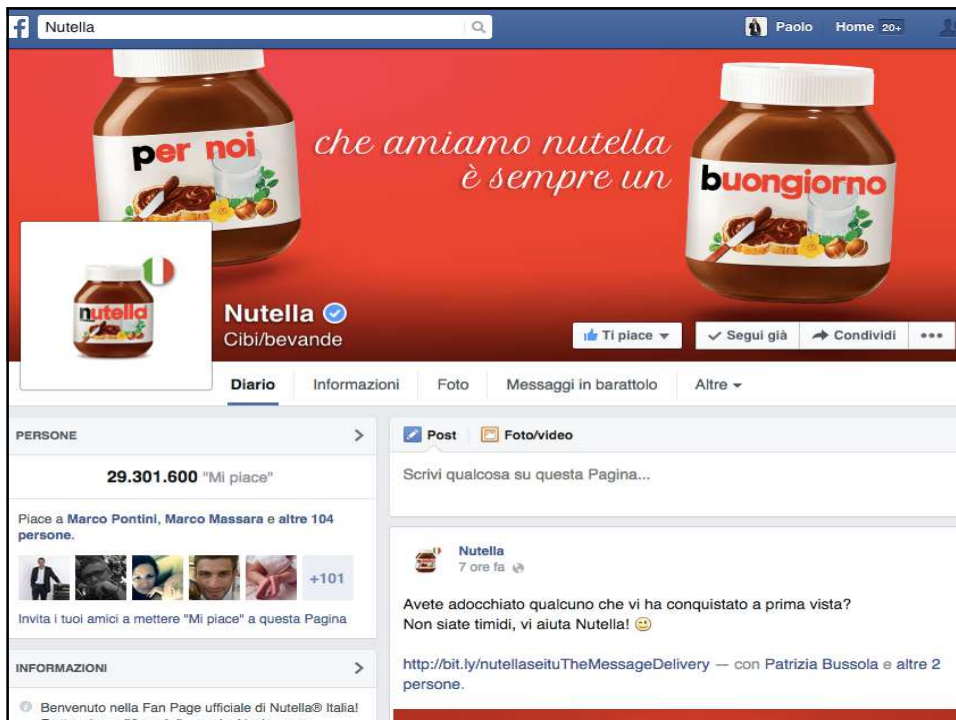 f Nutella
Paolo Home 20+
per noi
che amiamo nutella
è sempre un
buongiorno
nutella
Nutella
Cibi/bevande
Ti piace
Segui già
Condividi
Diario Informazioni Foto Messaggi in barattolo Altre
PERSONE
29.301.600 "Mi piace"
Piace a Marco Pontini, Marco Massara e altre 104
persone.
+101
Invita i tuoi amici a mettere "Mi piace" a questa Pagina
INFORMAZIONI
Benvenuto nella Fan Page ufficiale di Nutella® Italia!
Post Foto/video
Scrivi qualcosa su questa Pagina...
Nutella
7 ore fa
Avete adocchiato qualcuno che vi ha conquistato a prima vista?
Non siate timidi, vi aiuta Nutella!
http://bit.ly/nutellaseituTheMessageDelivery — con Patrizia Bussola e altre 2
persone.